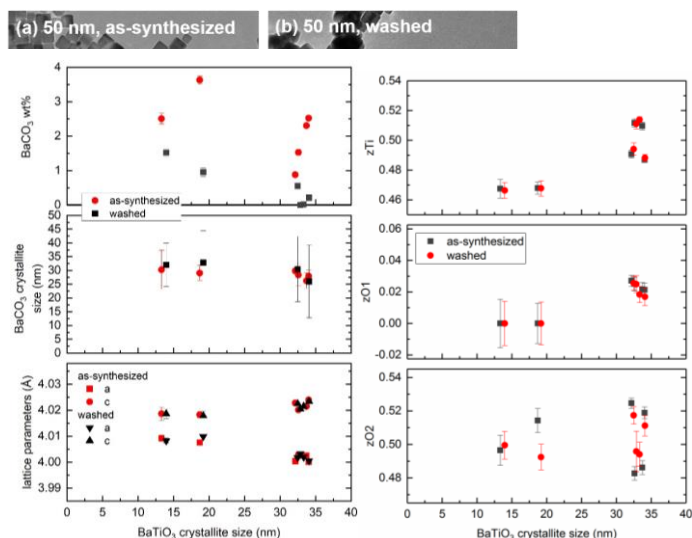 (a) 50 nm, as-synthesized
(b) 50 nm, washed
4
3
2
1
0
BaCO3 wt%
as-synthesized
washed
50
45
40
35
30
25
20
15
10
5
0
BaCO3 crystallite
size (nm)
4.03
4.02
4.01
4.00
3.99
lattice parameters (Å)
as-synthesized
a
c
washed
a
c
0 5 10 15 20 25 30 35 40
BaTiO3 crystallite size (nm)
0.54
0.52
0.50
0.48
0.46
zTi
0.06
0.04
0.02
0.00
-0.02
zO1
as-synthesized
washed
0.54
0.52
0.50
0.48
zO2
0 5 10 15 20 25 30 35 40
BaTiO3 crystallite size (nm)